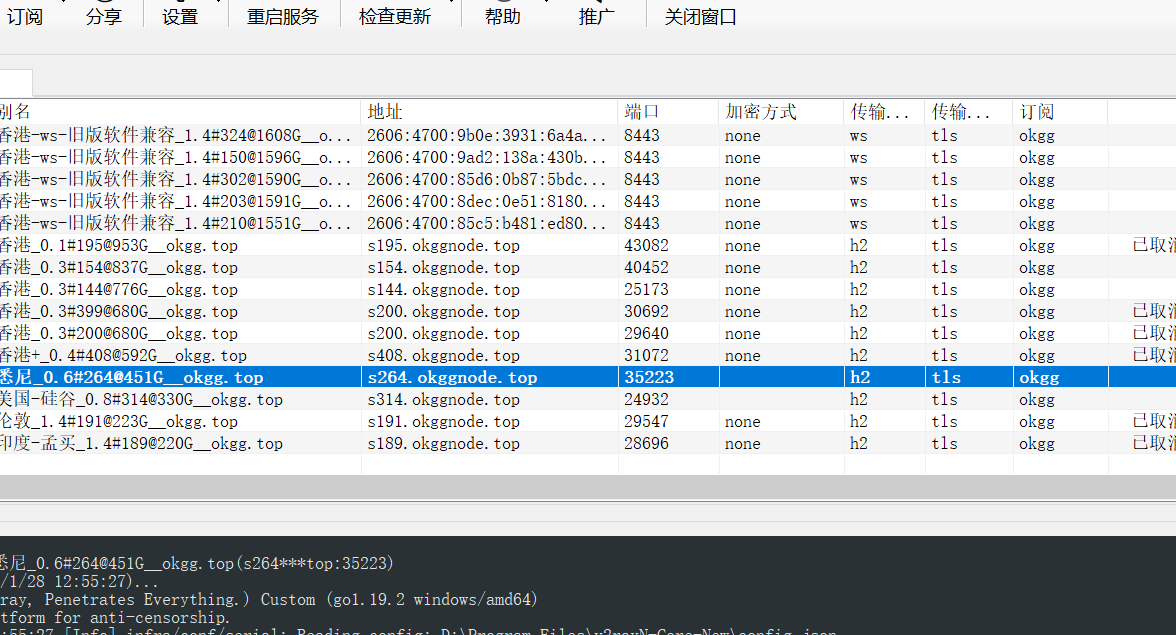 订阅 分享 设置 重启服务 检查更新 帮助 推广 关闭窗口
别名 地址 端口 加密方式 传输... 传输... 订阅
香港-ws-旧版软件兼容_1.4#324@1608G__o... 2606:4700:9b0e:3931:6a4a... 8443 none ws tls okgg
香港-ws-旧版软件兼容_1.4#150@1596G__o... 2606:4700:9ad2:138a:430b... 8443 none ws tls okgg
香港-ws-旧版软件兼容_1.4#302@1590G__o... 2606:4700:85d6:0b87:5bdc... 8443 none ws tls okgg
香港-ws-旧版软件兼容_1.4#203@1591G__o... 2606:4700:8dec:0e51:8180... 8443 none ws tls okgg
香港-ws-旧版软件兼容_1.4#210@1551G__o... 2606:4700:85c5:b481:ed80... 8443 none ws tls okgg
香港_0.1#195@953G__okgg.top s195.okggnode.top 43082 none h2 tls okgg 已取消
香港_0.3#154@837G__okgg.top s154.okggnode.top 40452 none h2 tls okgg
香港_0.3#144@776G__okgg.top s144.okggnode.top 25173 none h2 tls okgg
香港_0.3#399@680G__okgg.top s200.okggnode.top 30692 none h2 tls okgg 已取消
香港_0.3#200@680G__okgg.top s200.okggnode.top 29640 none h2 tls okgg 已取消
香港+_0.4#408@592G__okgg.top s408.okggnode.top 31072 none h2 tls okgg 已取消
悉尼_0.6#264@451G__okgg.top s264.okggnode.top 35223 h2 tls okgg
美国-硅谷_0.8#314@330G__okgg.top s314.okggnode.top 24932 h2 tls okgg
伦敦_1.4#191@223G__okgg.top s191.okggnode.top 29547 none h2 tls okgg 已取消
印度-孟买_1.4#189@220G__okgg.top s189.okggnode.top 28696 none h2 tls okgg 已取消
悉尼_0.6#264@451G__okgg.top(s264***top:35223)
/1/28 12:55:27)...
ray, Penetrates Everything.) Custom (go1.19.2 windows/amd64)
tform for anti-censorship.
:55:27 [Info] infra/conf/serial: Reading config: D:\Program Files\v2rayN-Core-New\config.json